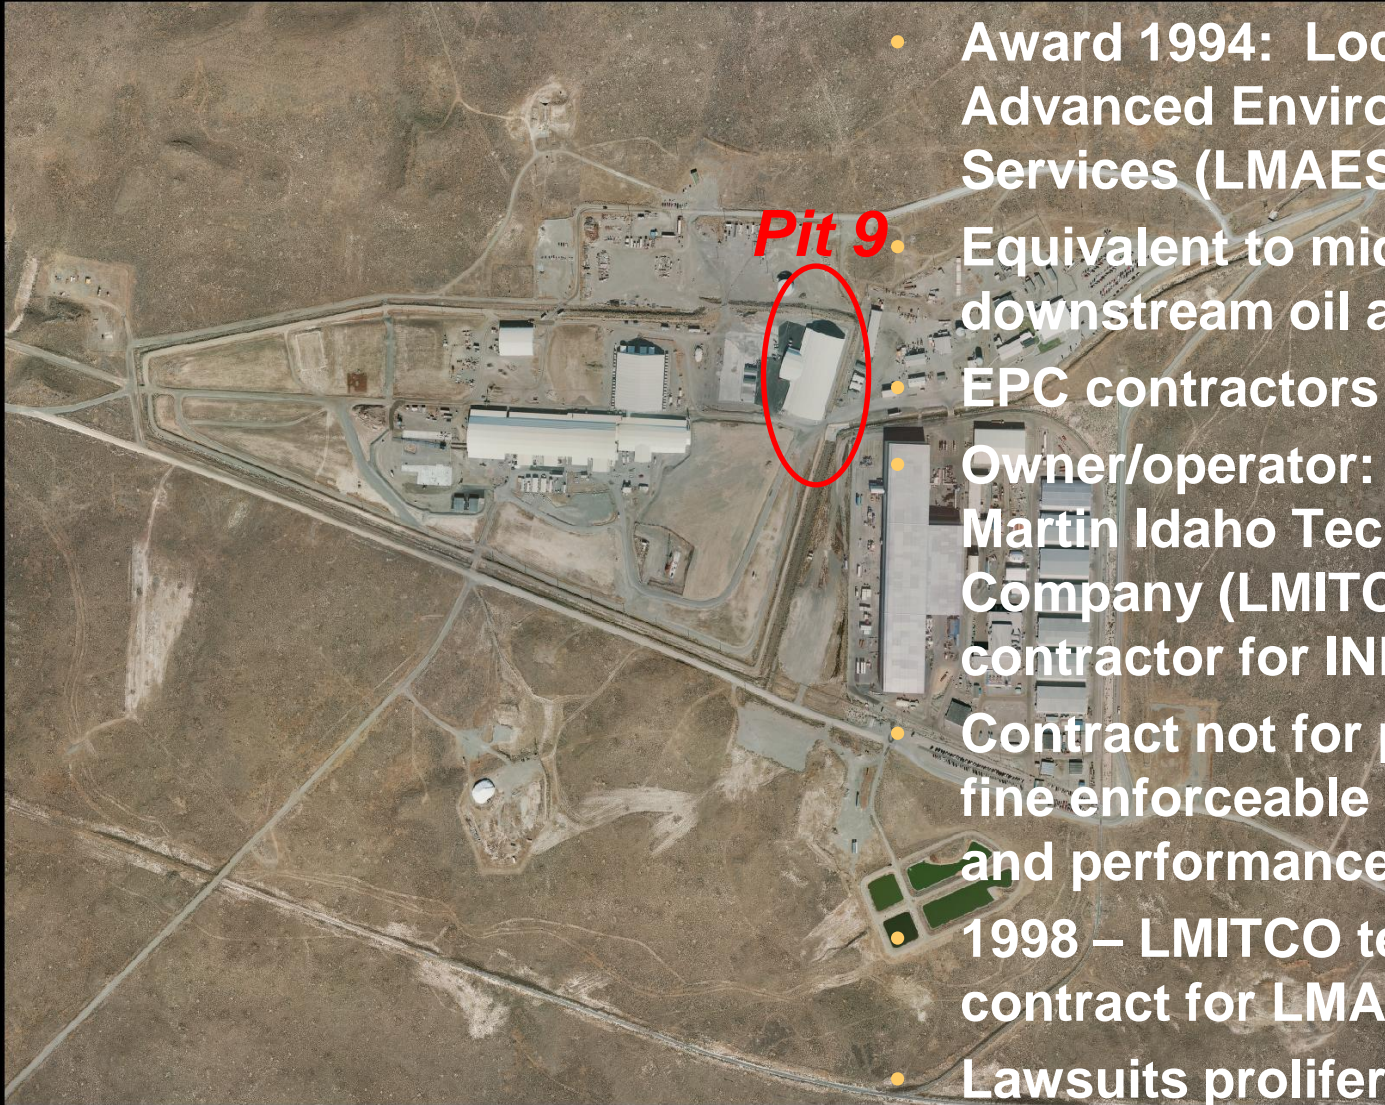 Award 1994: Loc
Advanced Enviro
Services (LMAES
Pit 9
Equivalent to mid
downstream oil a
EPC contractors
Owner/operator:
Martin Idaho Tec
Company (LMITC
contractor for IN
Contract not for p
fine enforceable
and performance
1998 – LMITCO te
contract for LMA
Lawsuits prolifer